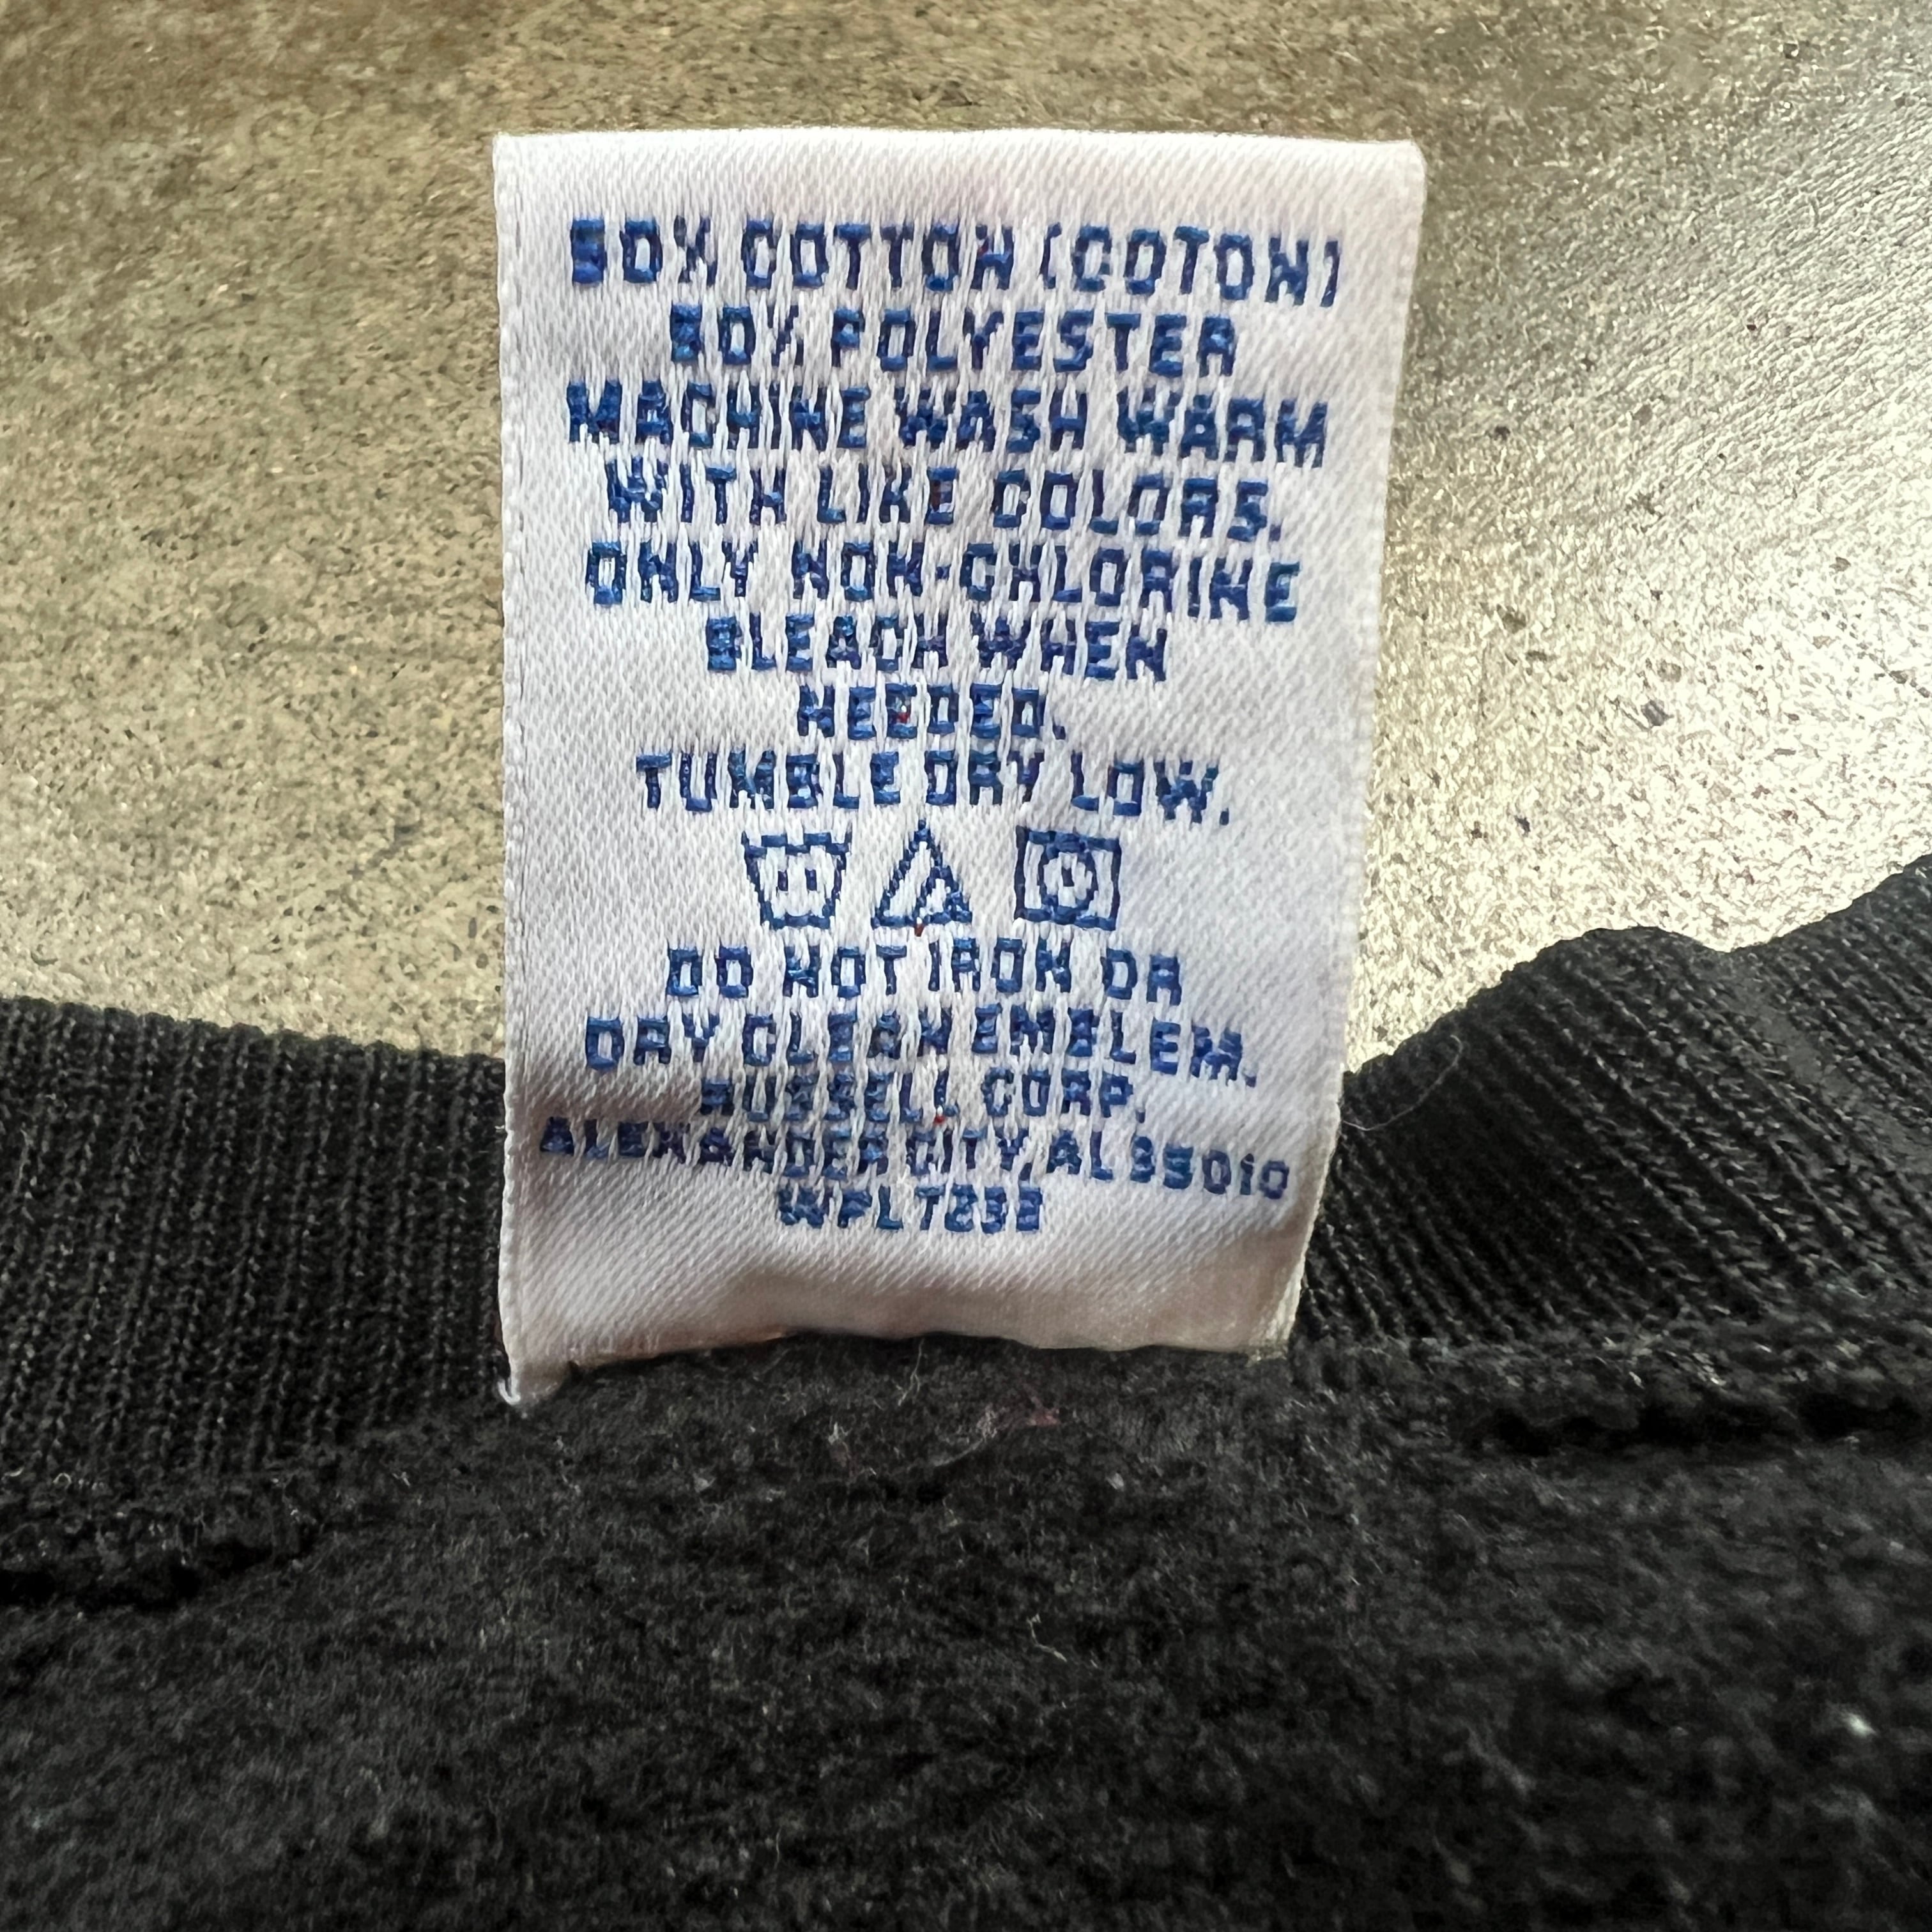 50% COTTON (COTON)
50% POLYESTER
MACHINE WASH WARM
WITH LIKE COLORS.
ONLY NON-CHLORINE
BLEACH WHEN
NEEDED.
TUMBLE DRY LOW.
DO NOT IRON OR
DRY CLEAN EMBLEM.
RUSSELL CORP.
ALEXANDER CITY, AL 35010
WPL 7232